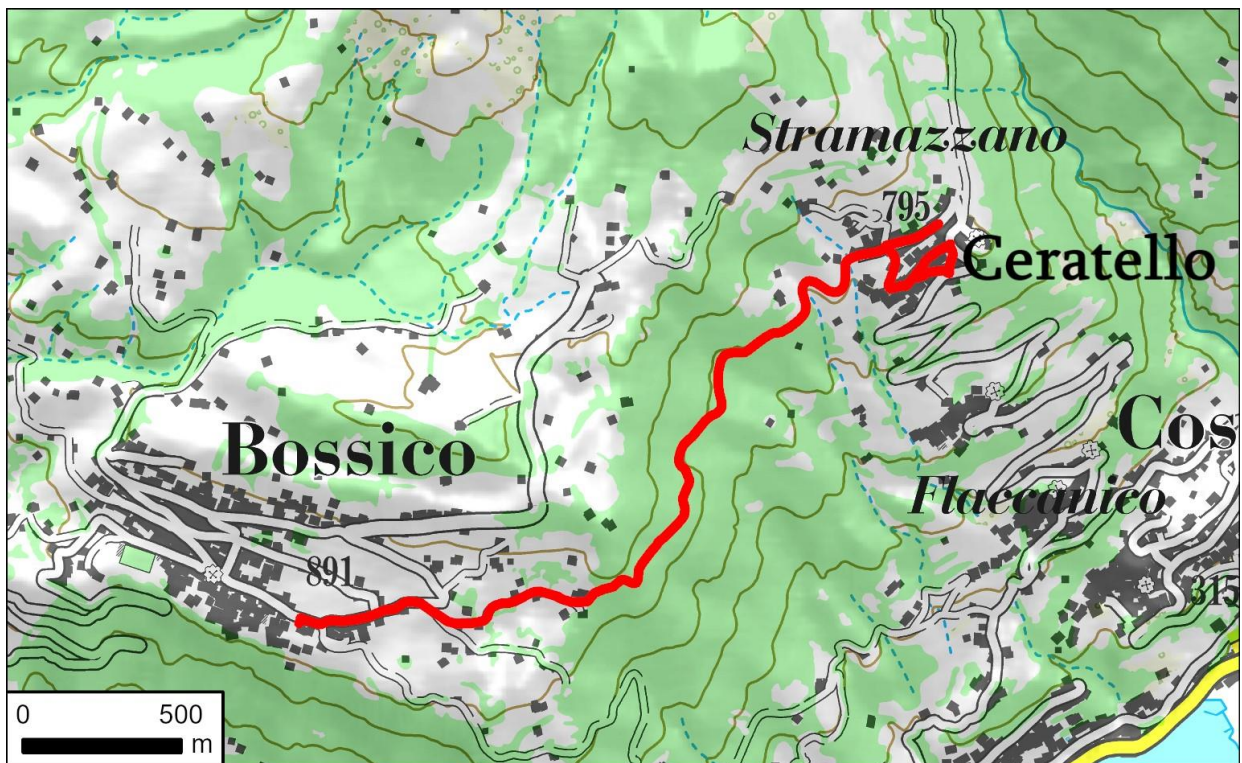 Stramazzano
795
Ceratello
Cos
Bossico
Flaccanico
891
315
0 500
m